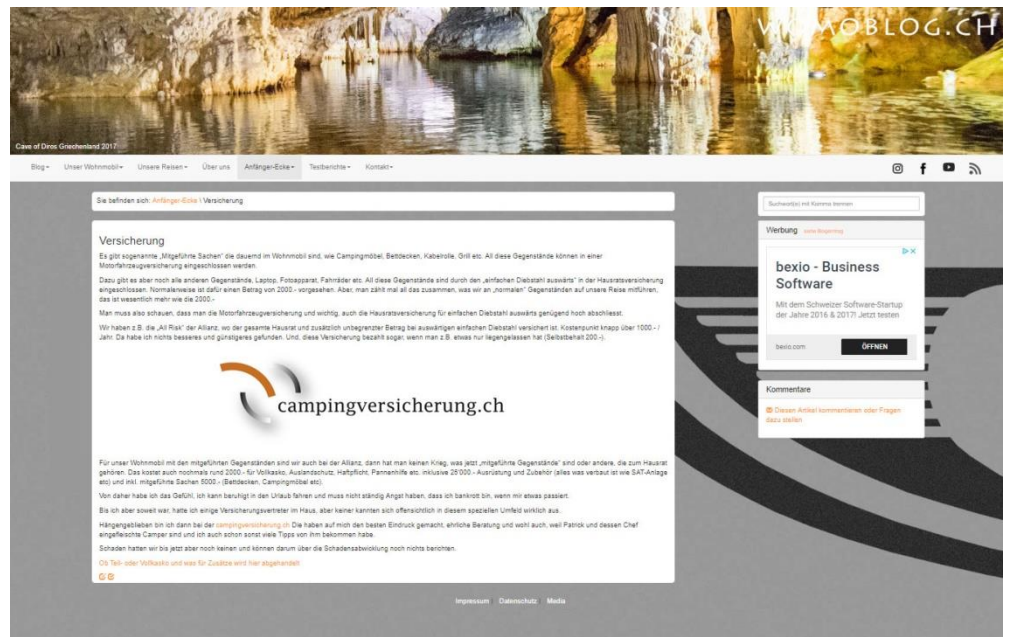 WOMOBLOG.CH
Cave of Diros Griechenland 2017
Blog Unser Wohnmobil Unsere Reisen Über uns Anfänger-Ecke Testberichte Kontakt
Sie befinden sich: Anfänger-Ecke \ Versicherung
Versicherung
Es gibt sogenannte „Mitgeführte Sachen" die dauernd im Wohnmobil sind, wie Campingmöbel, Bettdecken, Kabelrolle, Grill etc. All diese Gegenstände können in einer
Motorfahrzeugversicherung eingeschlossen werden.
Dazu gibt es aber noch alle anderen Gegenstände, Laptop, Fotoapparat, Fahrräder etc. All diese Gegenstände sind durch den „einfachen Diebstahl auswärts" in der Hausratsversicherung
eingeschlossen. Normalerweise ist dafür einen Betrag von 2000.- vorgesehen. Aber, man zählt mal all das zusammen, was wir an „normalen" Gegenständen auf unsere Reise mitführen,
das ist wesentlich mehr wie die 2000.-
Man muss also schauen, dass man die Motorfahrzeugversicherung und wichtig, auch die Hausratsversicherung für einfachen Diebstahl auswärts genügend hoch abschliesst.
Wir haben z.B. die „All Risk" der Allianz, wo der gesamte Hausrat und zusätzlich unbegrenzter Betrag bei auswärtigen einfachen Diebstahl versichert ist. Kostenpunkt knapp über 1000.- /
Jahr. Da habe ich nichts besseres und günstigeres gefunden. Und, diese Versicherung bezahlt sogar, wenn man z.B. etwas nur liegengelassen hat (Selbstbehalt 200.-).
campingversicherung.ch
Für unser Wohnmobil mit den mitgeführten Gegenständen sind wir auch bei der Allianz, dann hat man keinen Krieg, was jetzt „mitgeführte Gegenstände" sind oder andere, die zum Hausrat
gehören. Das kostet auch nochmals rund 2000.- für Vollkasko, Auslandschutz, Haftpflicht, Pannenhilfe etc. inklusive 25'000.- Ausrüstung und Zubehör (alles was verbaut ist wie SAT-Anlage
etc) und inkl. mitgeführte Sachen 5000.- (Bettdecken, Campingmöbel etc).
Von daher habe ich das Gefühl, ich kann beruhigt in den Urlaub fahren und muss nicht ständig Angst haben, dass ich bankrott bin, wenn mir etwas passiert.
Bis ich aber soweit war, hatte ich einige Versicherungsvertreter im Haus, aber keiner kannten sich offensichtlich in diesem speziellen Umfeld wirklich aus.
Hängengeblieben bin ich dann bei der campingversicherung.ch Die haben auf mich den besten Eindruck gemacht, ehrliche Beratung und wohl auch, weil Patrick und dessen Chef
eingefleischte Camper sind und ich auch schon sonst viele Tipps von ihm bekommen habe.
Schaden hatten wir bis jetzt aber noch keinen und können darum über die Schadensabwicklung noch nichts berichten.
Ob Teil- oder Vollkasko und was für Zusätze wird hier abgehandelt
Suchwort(e) mit Komma trennen
Werbung
bexio - Business
Software
Mit dem Schweizer Software-Startup
der Jahre 2016 & 2017! Jetzt testen
bexio.com ÖFFNEN
Kommentare
Diesen Artikel kommentieren oder Fragen
dazu stellen
Impressum | Datenschutz | Media